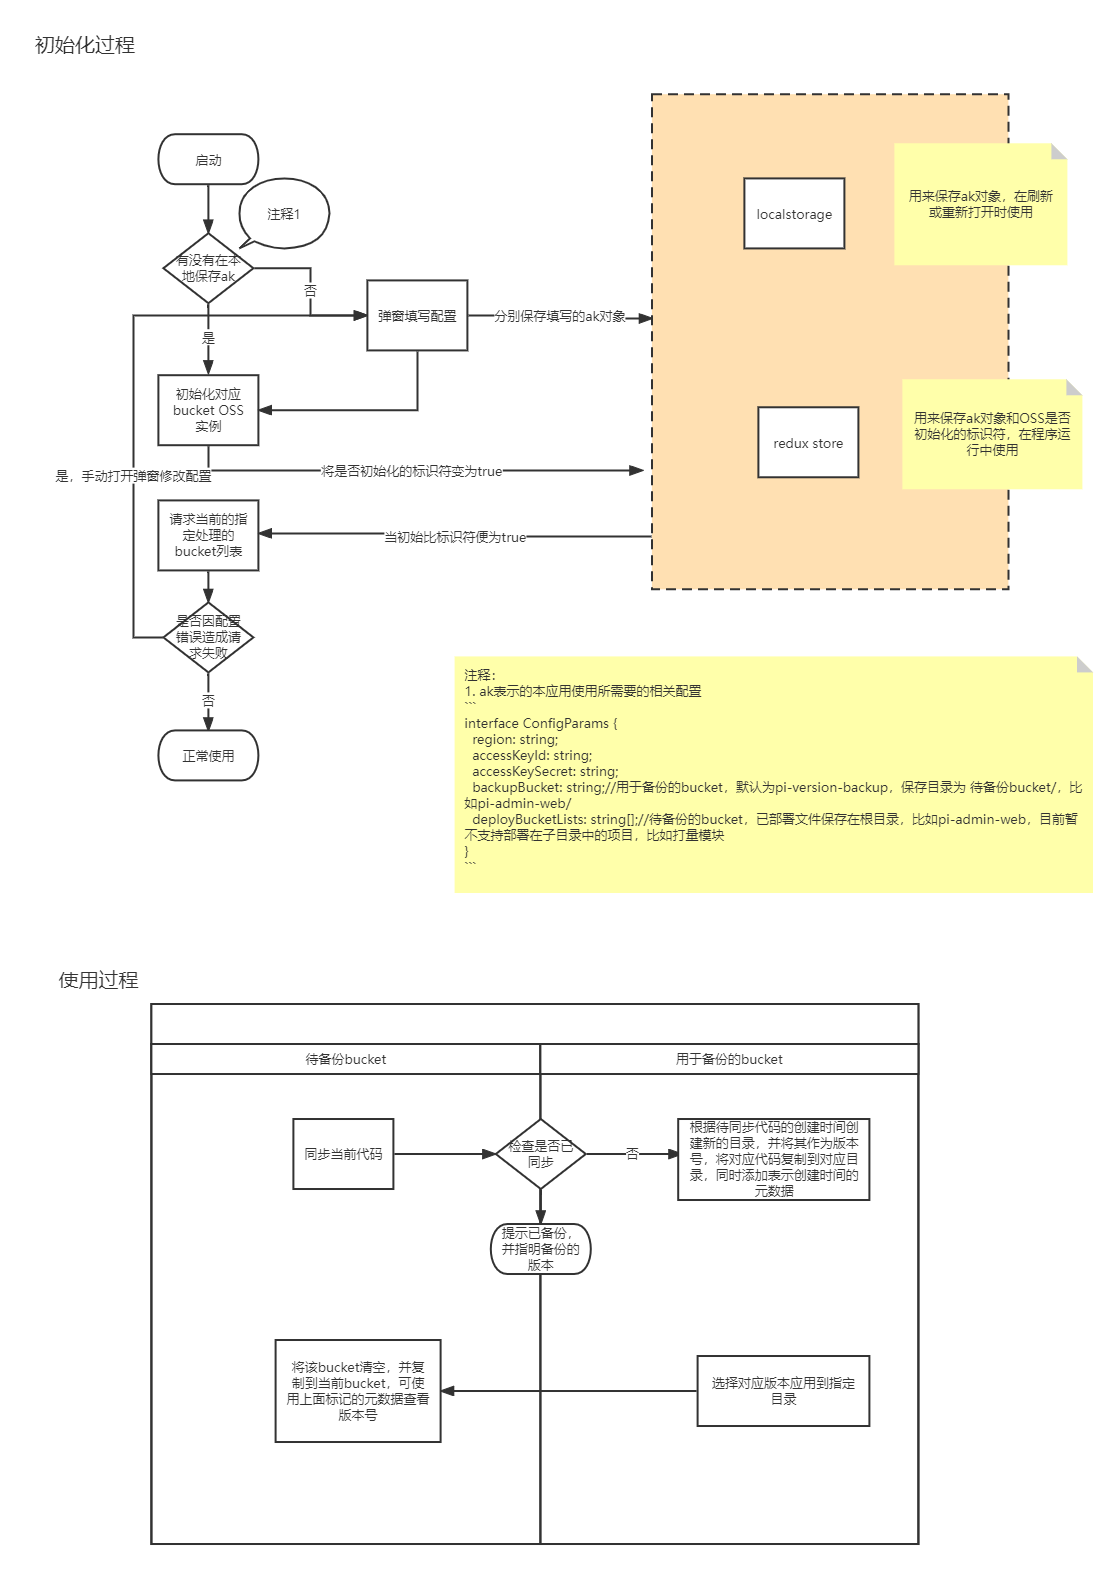 初始化过程
启动
注释1
有没有在本
地保存ak
否
是
弹窗填写配置
分别保存填写的ak对象
localstorage
用来保存ak对象，在刷新
或重新打开时使用
初始化对应
bucket OSS
实例
redux store
用来保存ak对象和OSS是否
初始化的标识符，在程序运
行中使用
是，手动打开弹窗修改配置
将是否初始化的标识符变为true
请求当前的指
定处理的
bucket列表
当初始比标识符便为true
是否因配置
错误造成请
求失败
否
正常使用
注释：
1. ak表示的本应用使用所需要的相关配置
```
interface ConfigParams {
region: string;
accessKeyId: string;
accessKeySecret: string;
backupBucket: string;//用于备份的bucket，默认为pi-version-backup，保存目录为 待备份bucket/，比
如pi-admin-web/
deployBucketLists: string[];//待备份的bucket，已部署文件保存在根目录，比如pi-admin-web，目前暂
不支持部署在子目录中的项目，比如打量模块
}
```
使用过程
待备份bucket
用于备份的bucket
同步当前代码
检查是否已
同步
否
根据待同步代码的创建时间创
建新的目录，并将其作为版本
号，将对应代码复制到对应目
录，同时添加表示创建时间的
元数据
提示已备份，
并指明备份的
版本
将该bucket清空，并复
制到当前bucket，可使
用上面标记的元数据查看
版本号
选择对应版本应用到指定
目录